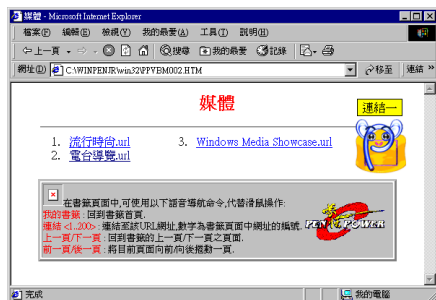 媒體 - Microsoft Internet Explorer
檔案(F) 編輯(E) 檢視(V) 我的最愛(A) 工具(T) 說明(H)
上一頁 搜尋 我的最愛 記錄
網址(D) C:\WINPENJR\win32\PPVBM002.HTM 移至 連結 »
媒體
連結一
1. 流行時尚.url
2. 電台導覽.url
3. Windows Media Showcase.url
在書籤頁面中,可使用以下語音導航命令,代替滑鼠操作:
我的書籤 : 回到書籤首頁.
連結 <1..200> : 連結至該URL網址,數字為書籤頁面中網址的編號.
上一頁/下一頁 : 回到書籤的上一頁/下一頁之頁面.
前一頁/後一頁 : 將目前頁面向前/向後捲動一頁.
PENPOWER
完成 我的電腦